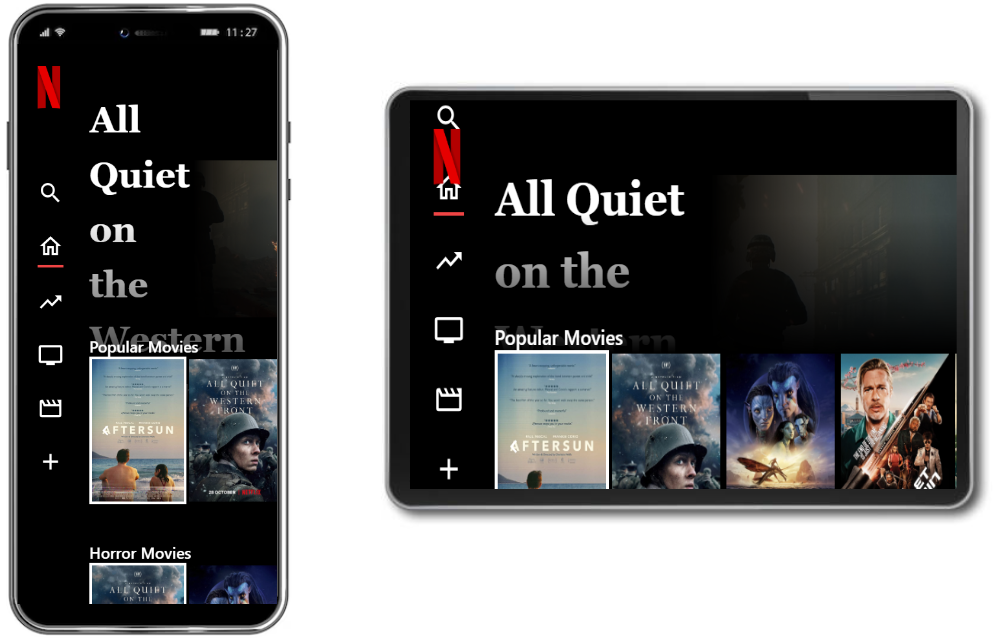 11:27
N
All
Quiet
on
the
Western
Popular Movies
AFTERSUN
ALL QUIET
ON THE
WESTERN
FRONT
28 OCTOBER
Horror Movies
ALL QUIET
ON THE
N
All Quiet
on the
Western
Popular Movies
AFTERSUN
ALL QUIET
ON THE
WESTERN
FRONT